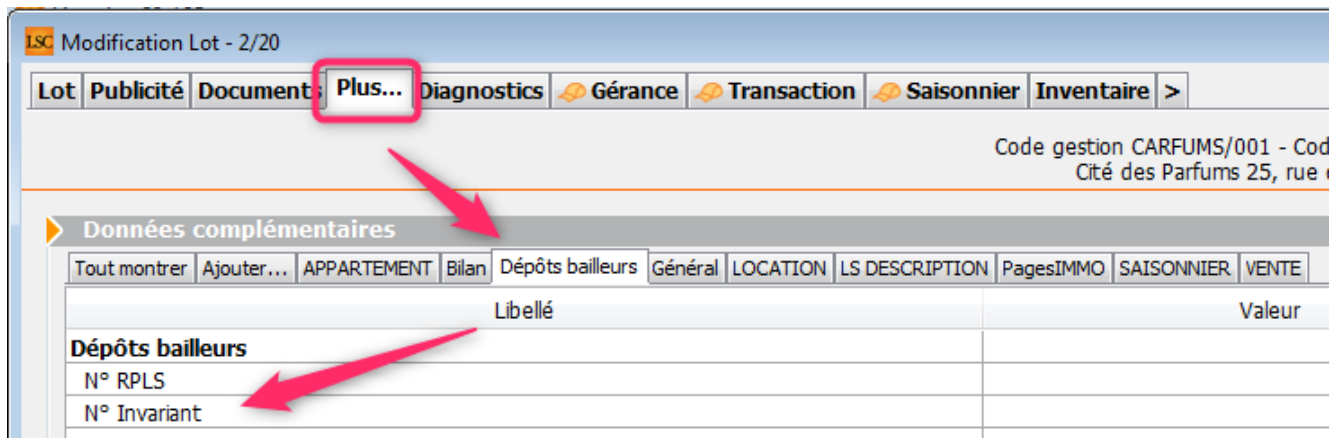 LSC Modification Lot - 2/20
Lot Publicité Documents Plus... Diagnostics Gérance Transaction Saisonnier Inventaire >
Code gestion CARFUMS/001 - Cod
Cité des Parfums 25, rue
Données complémentaires
Tout montrer Ajouter... APPARTEMENT Bilan Dépôts bailleurs Général LOCATION LS DESCRIPTION PagesIMMO SAISONNIER VENTE
Libellé Valeur
Dépôts bailleurs
N° RPLS
N° Invariant